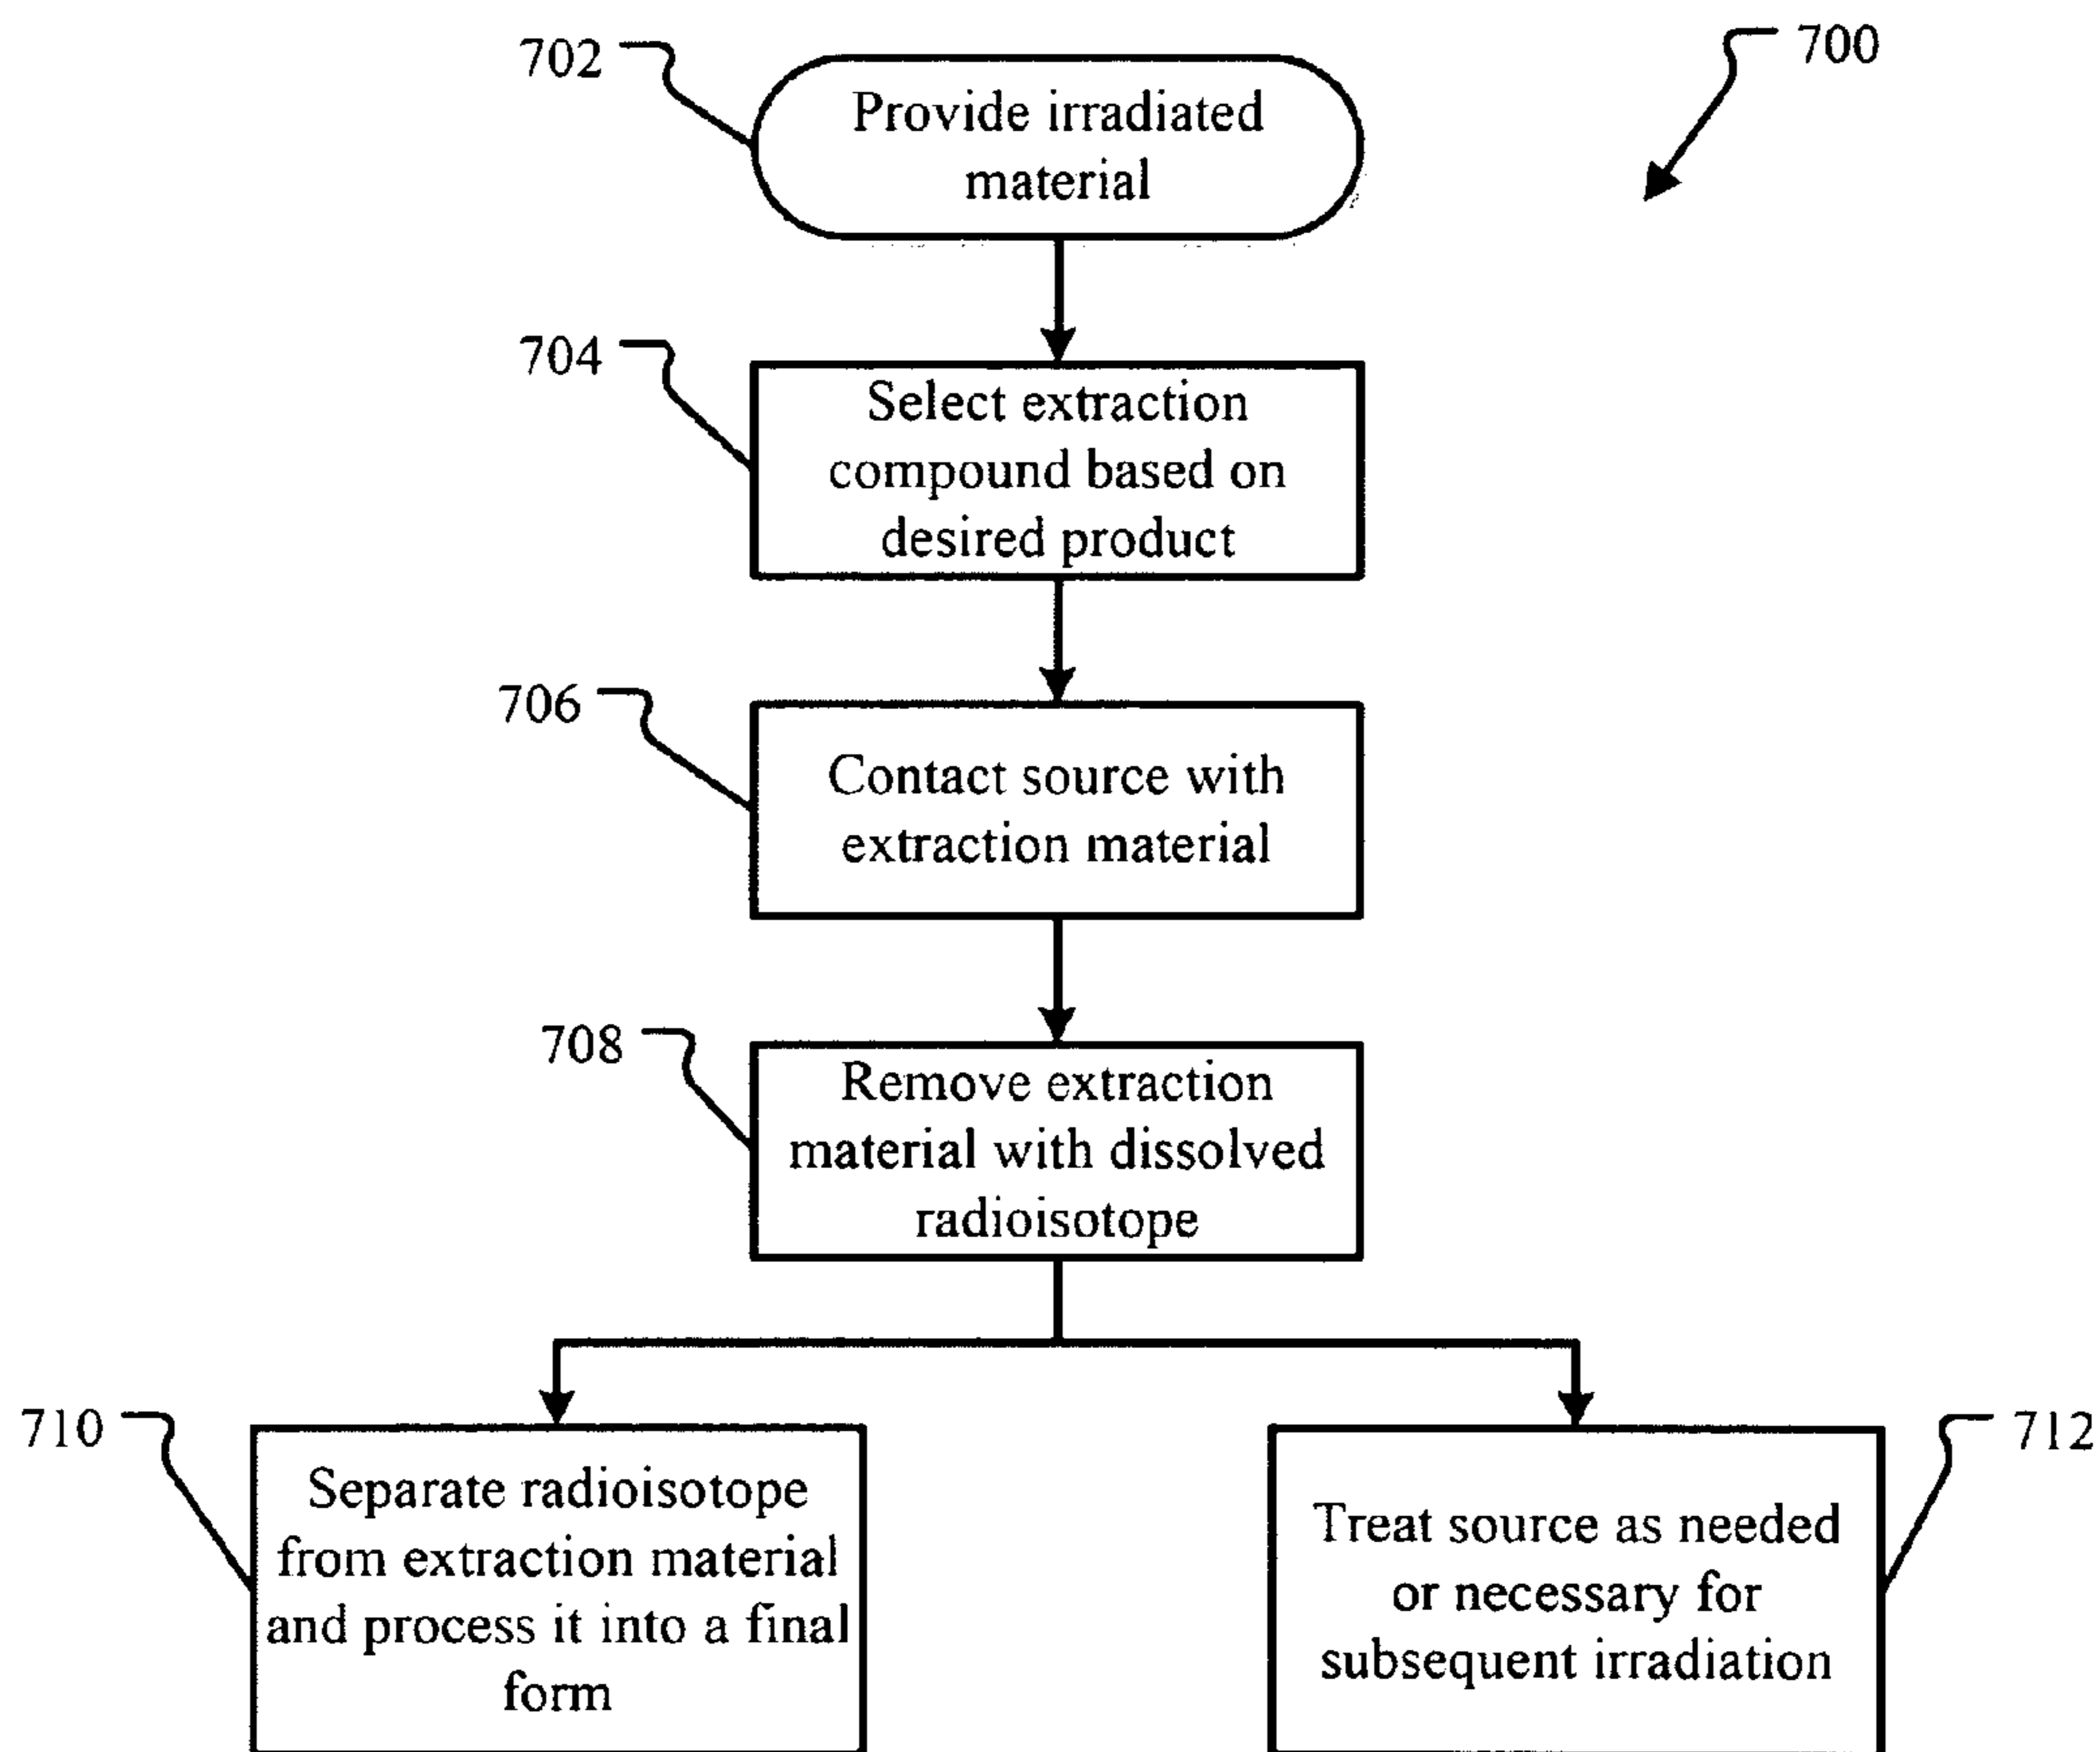 702
700
Provide irradiated
material
704
Select extraction
compound based on
desired product
706
Contact source with
extraction material
708
Remove extraction
material with dissolved
radioisotope
710
Separate radioisotope
from extraction material
and process it into a final
form
712
Treat source as needed
or necessary for
subsequent irradiation